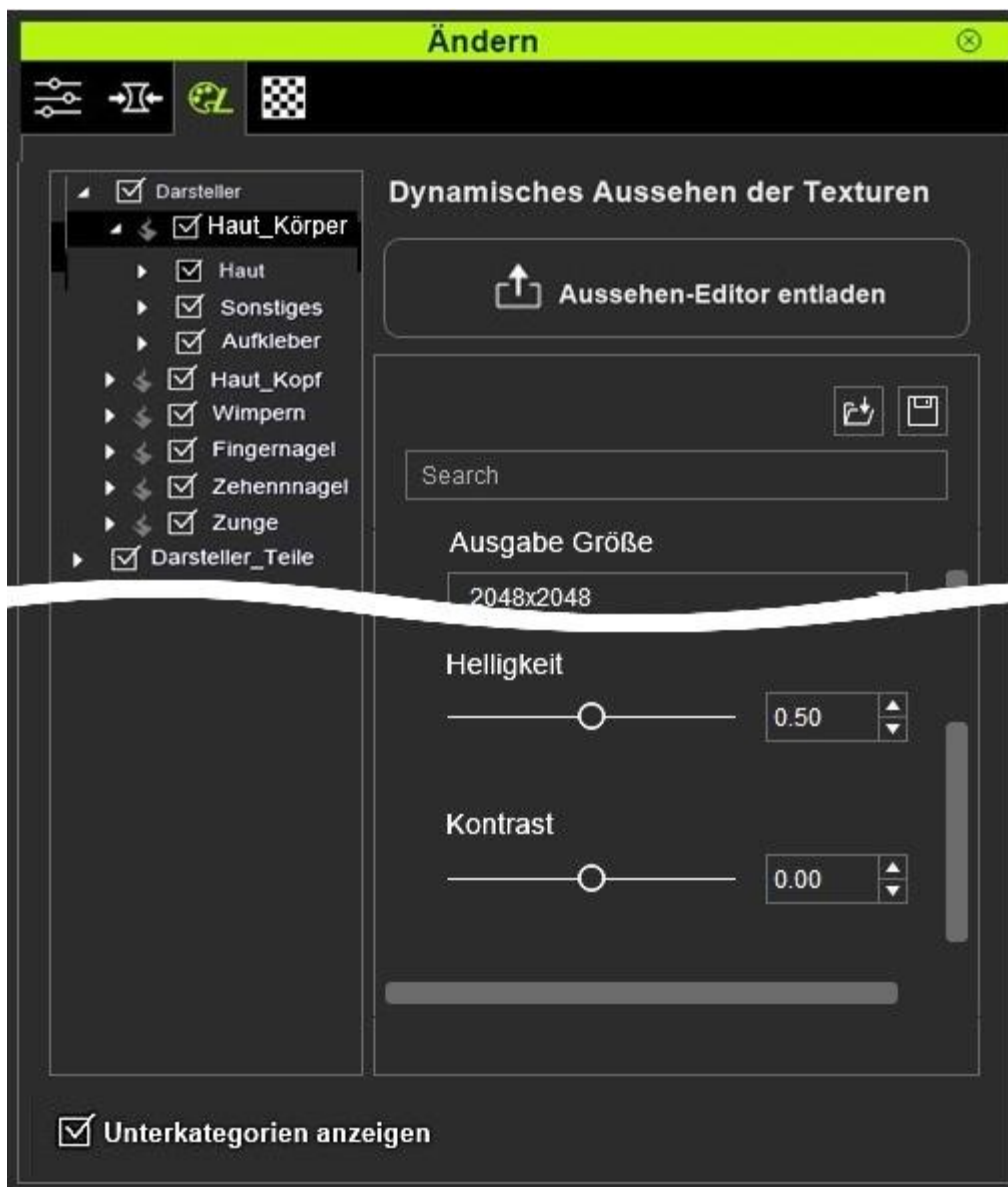 Ändern
Darsteller
Haut_Körper
Haut
Sonstiges
Aufkleber
Haut_Kopf
Wimpern
Fingernagel
Zehennnagel
Zunge
Darsteller_Teile
Dynamisches Aussehen der Texturen
Aussehen-Editor entladen
Search
Ausgabe Größe
2048x2048
Helligkeit
0.50
Kontrast
0.00
Unterkategorien anzeigen